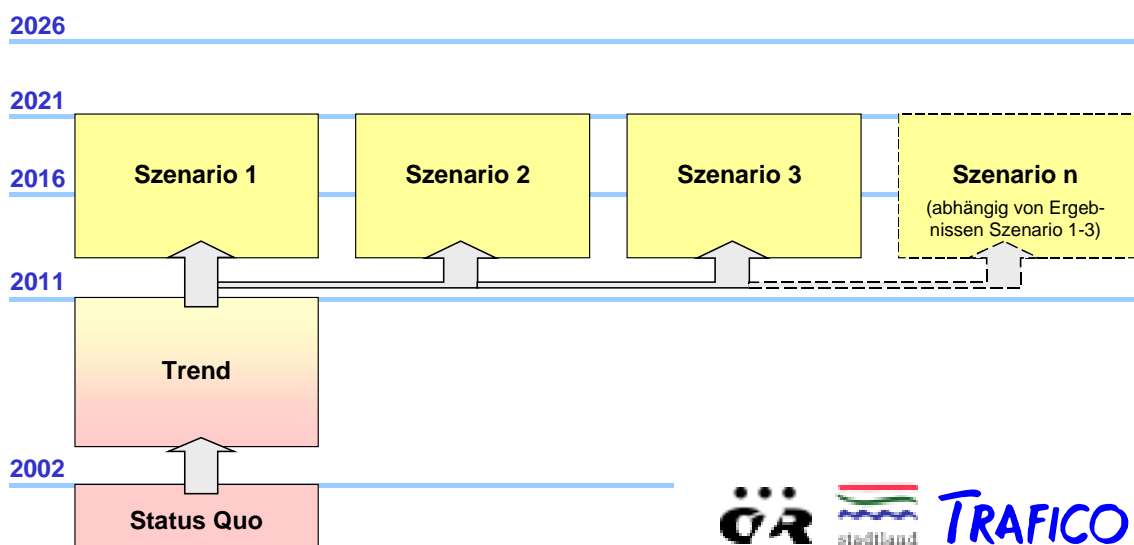 2026
2021
Szenario 1
Szenario 2
Szenario 3
Szenario n
2016
(abhängig von Ergeb-
nissen Szenario 1-3)
2011
Trend
2002
Status Quo
ÖIR
stadtland
TRAFICO